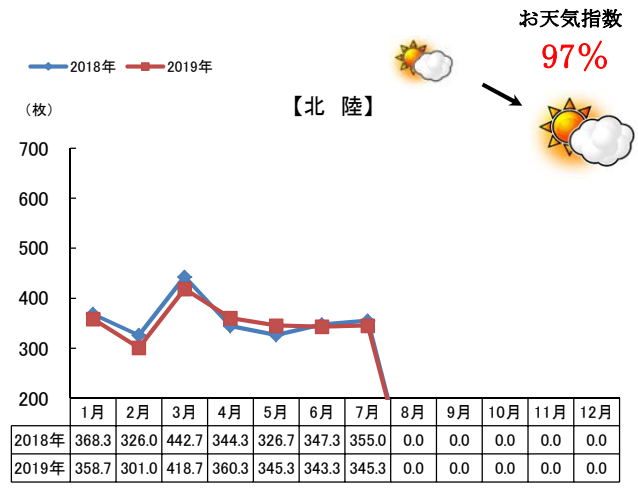 お天気指数
97%
2018年 2019年
（枚）
【北 陸】
700
600
500
400
300
200
1月 2月 3月 4月 5月 6月 7月 8月 9月 10月 11月 12月
2018年 368.3 326.0 442.7 344.3 326.7 347.3 355.0 0.0 0.0 0.0 0.0 0.0
2019年 358.7 301.0 418.7 360.3 345.3 343.3 345.3 0.0 0.0 0.0 0.0 0.0